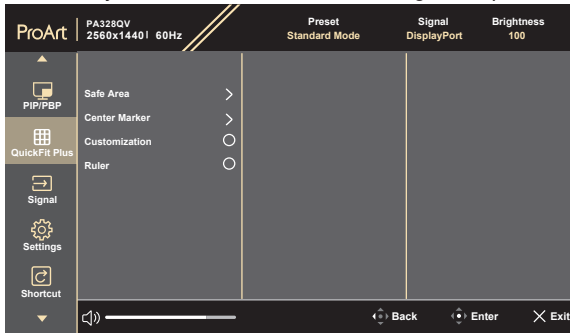 ProArt
PA328QV
2560x1440| 60Hz
Preset
Standard Mode
Signal
DisplayPort
Brightness
100
PIP/PBP
QuickFit Plus
Signal
Settings
Shortcut
Safe Area
Center Marker
Customization
Ruler
Back
Enter
Exit